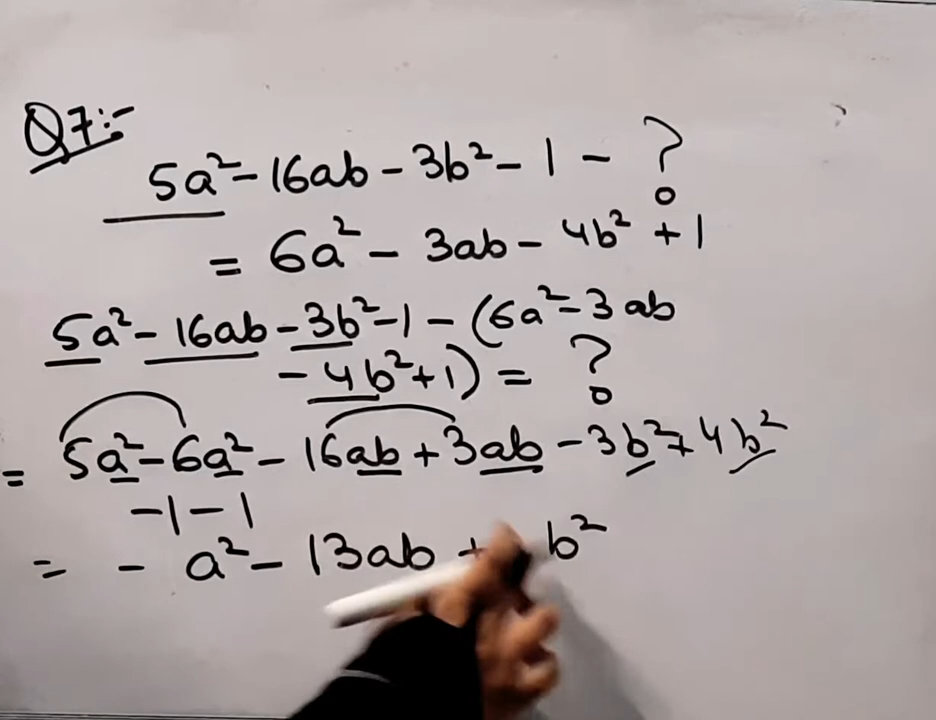 Q7:-
5a² - 16ab - 3b² - 1 - ?
= 6a² - 3ab - 4b² + 1
5a² - 16ab - 3b² - 1 - (6a² - 3ab
- 4b² + 1) = ?
= 5a² - 6a² - 16ab + 3ab - 3b² + 4b²
- 1 - 1
= - a² - 13ab + b²